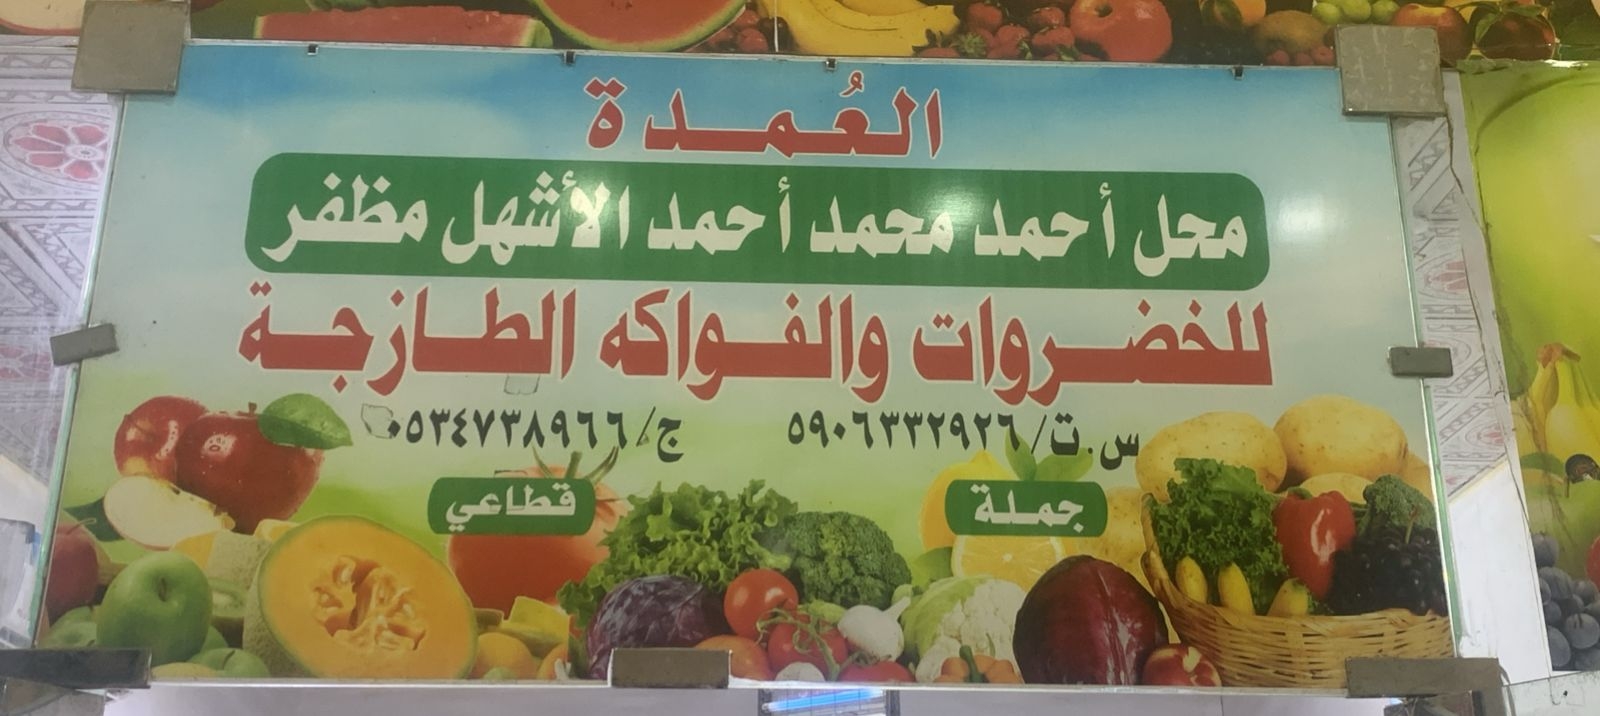 العُمدة
محل أحمد محمد أحمد الأشهل مظفر
للخضروات والفواكه الطازجة
س.ت/٥٩٠٦٣٣٢٩٢٦ ج/٠٥٣٤٧٣٨٩٦٦
جملة قطاعي